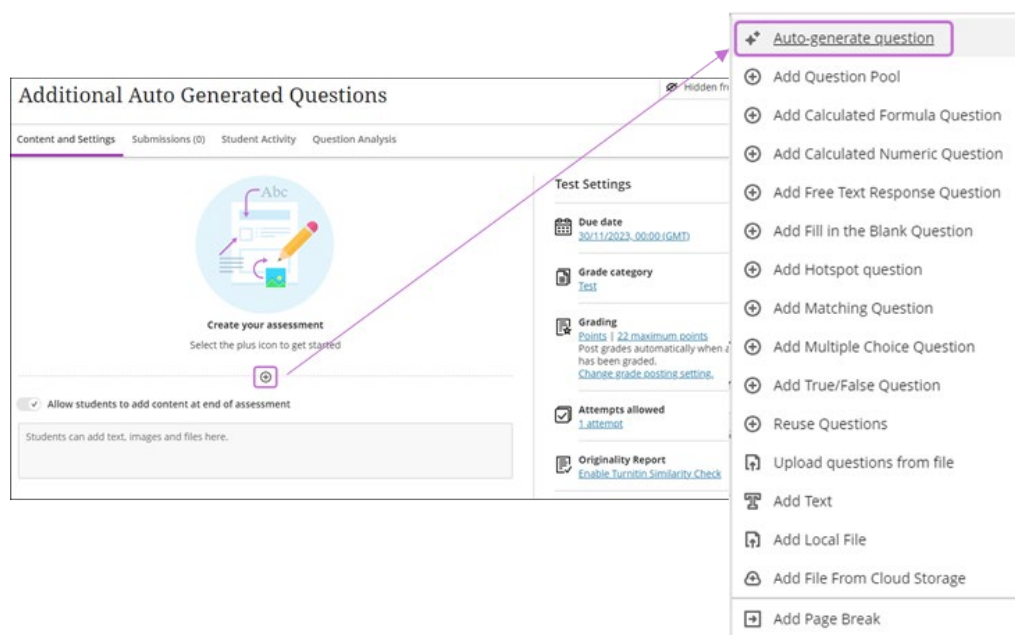 Additional Auto Generated Questions
Hidden
Content and Settings Submissions (0) Student Activity Question Analysis
Abc
Create your assessment
Select the plus icon to get started
Allow students to add content at end of assessment
Students can add text, images and files here.
Test Settings
Due date
30/11/2023, 00:00 (GMT)
Grade category
Test
Grading
Points | 22 maximum points
Post grades automatically when
has been graded.
Change grade posting setting.
Attempts allowed
1 attempt
Originality Report
Enable Turnitin Similarity Check
Auto-generate question
Add Question Pool
Add Calculated Formula Question
Add Calculated Numeric Question
Add Free Text Response Question
Add Fill in the Blank Question
Add Hotspot question
Add Matching Question
Add Multiple Choice Question
Add True/False Question
Reuse Questions
Upload questions from file
Add Text
Add Local File
Add File From Cloud Storage
Add Page Break